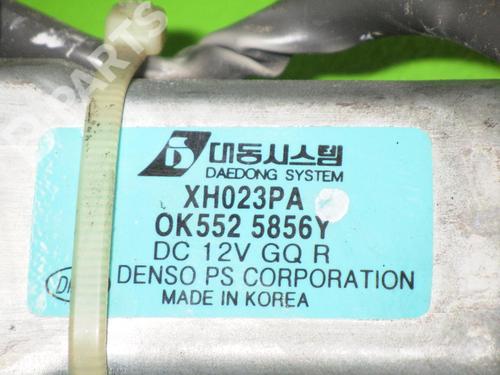 대동시스템
DAEDONG SYSTEM
XH023PA
OK552 5856Y
DC 12V GQ R
DENSO PS CORPORATION
MADE IN KOREA